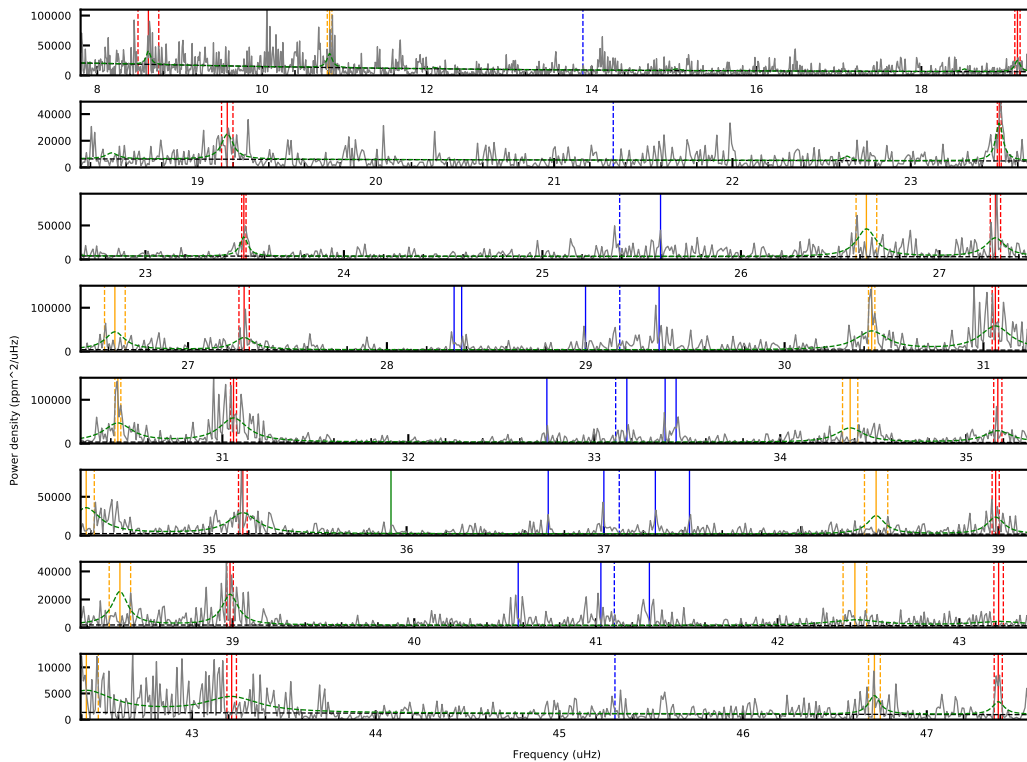 100000
50000
0
8 10 12 14 16 18
40000
20000
0
19 20 21 22 23
50000
0
23 24 25 26 27
100000
0
27 28 29 30 31
100000
0
31 32 33 34 35
Power density (ppm^2/uHz)
50000
0
35 36 37 38 39
40000
20000
0
39 40 41 42 43
10000
5000
0
43 44 45 46 47
Frequency (uHz)